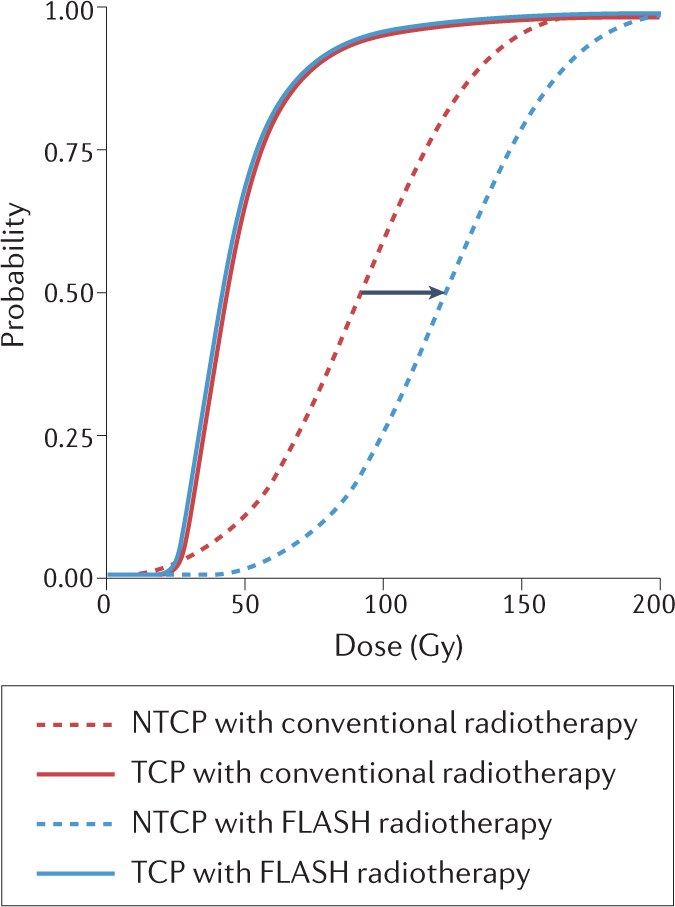 1.00
0.75
0.50
0.25
0.00
Probability
0 50 100 150 200
Dose (Gy)
NTCP with conventional radiotherapy
TCP with conventional radiotherapy
NTCP with FLASH radiotherapy
TCP with FLASH radiotherapy